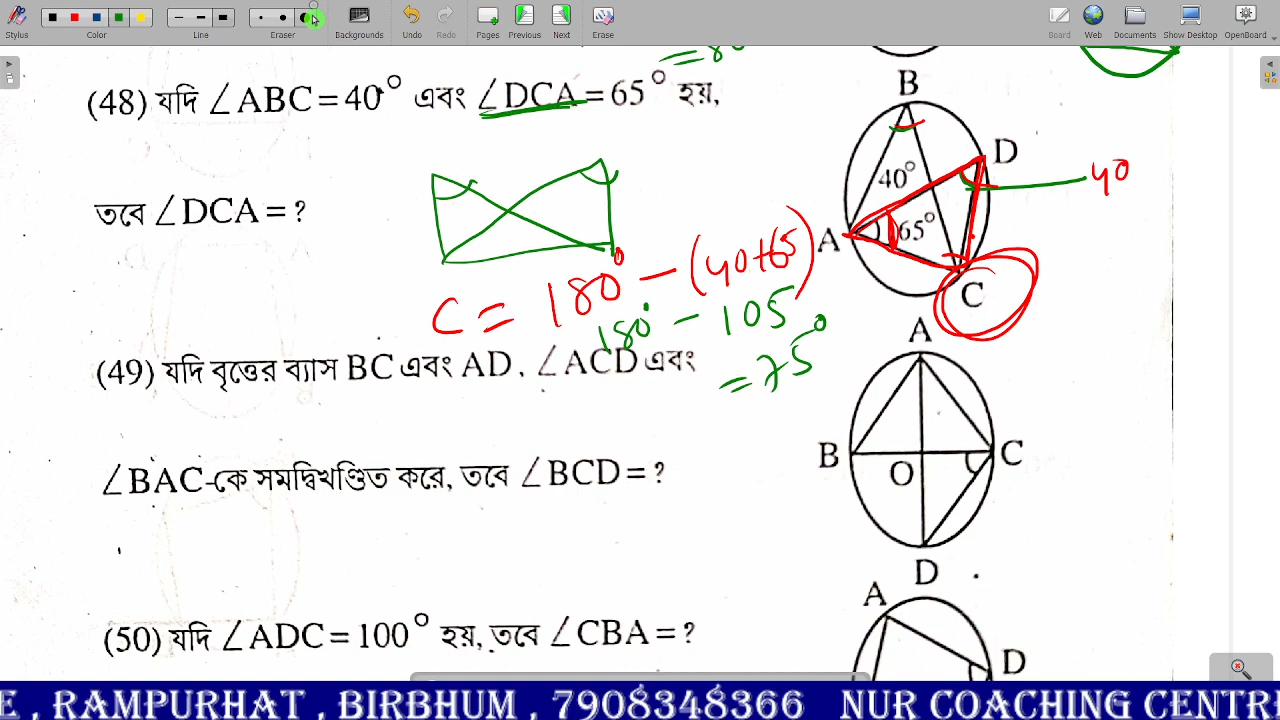 Stylus
Color
Line
Eraser
Backgrounds
Undo
Redo
Pages
Previous
Next
Erase
Board
Web
Documents
Show Desktop
OpenBoard
= 80
(48) যদি ∠ABC = 40° এবং ∠DCA = 65° হয়,
তবে ∠DCA = ?
B
D
40°
40
A
65°
C
C = 180° - (40+65)
180° - 105
= 75°
(49) যদি বৃত্তের ব্যাস BC এবং AD, ∠ACD এবং
∠BAC-কে সমদ্বিখণ্ডিত করে, তবে ∠BCD = ?
A
B
C
O
D
(50) যদি ∠ADC = 100° হয়, তবে ∠CBA = ?
A
D
E, RAMPURHAT , BIRBHUM , 7908348366 NUR COACHING CENTR